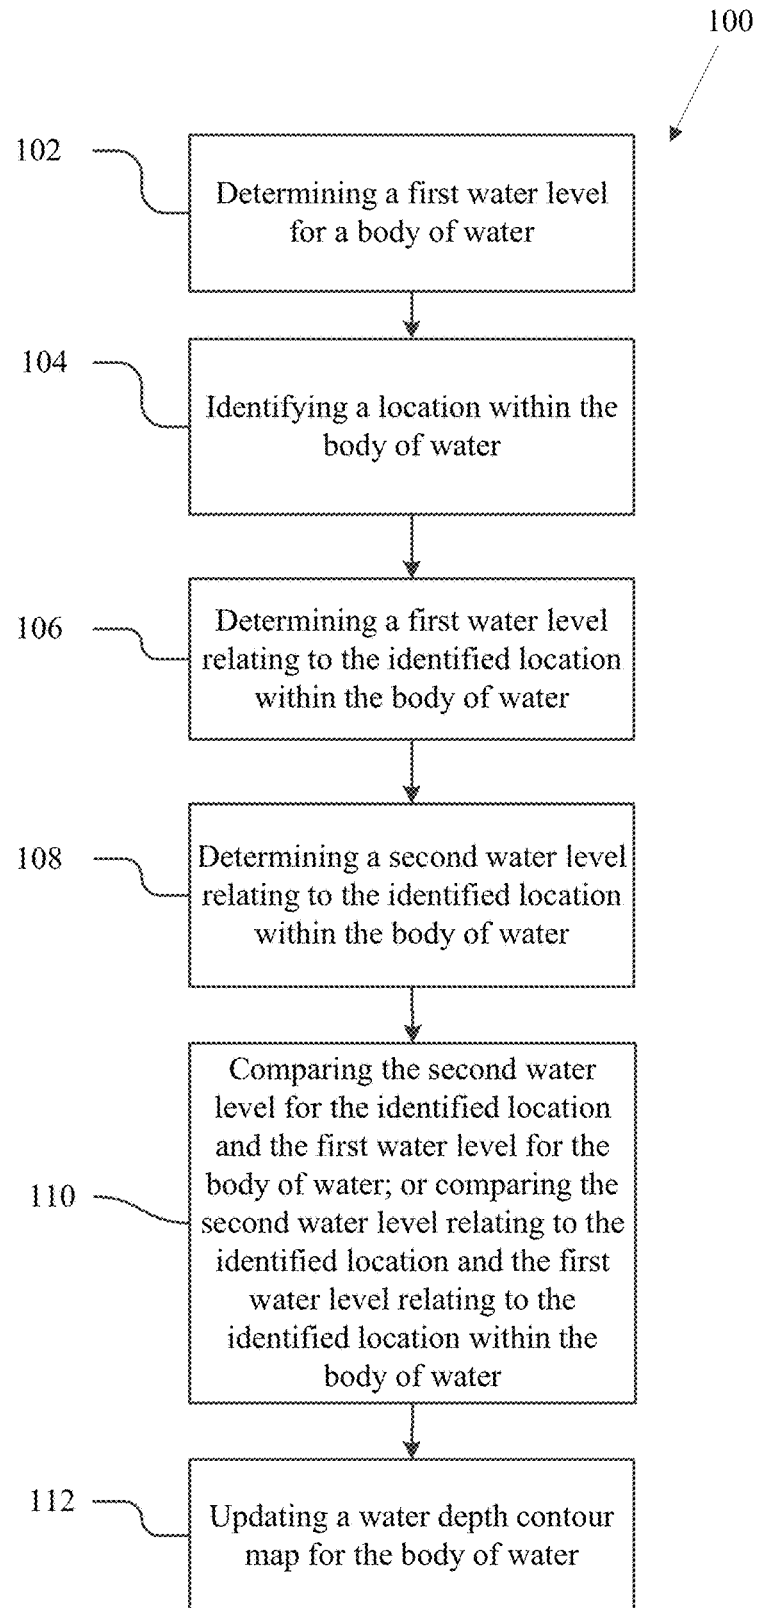 100
102
Determining a first water level
for a body of water
104
Identifying a location within the
body of water
106
Determining a first water level
relating to the identified location
within the body of water
108
Determining a second water level
relating to the identified location
within the body of water
110
Comparing the second water
level for the identified location
and the first water level for the
body of water; or comparing the
second water level relating to the
identified location and the first
water level relating to the
identified location within the
body of water
112
Updating a water depth contour
map for the body of water